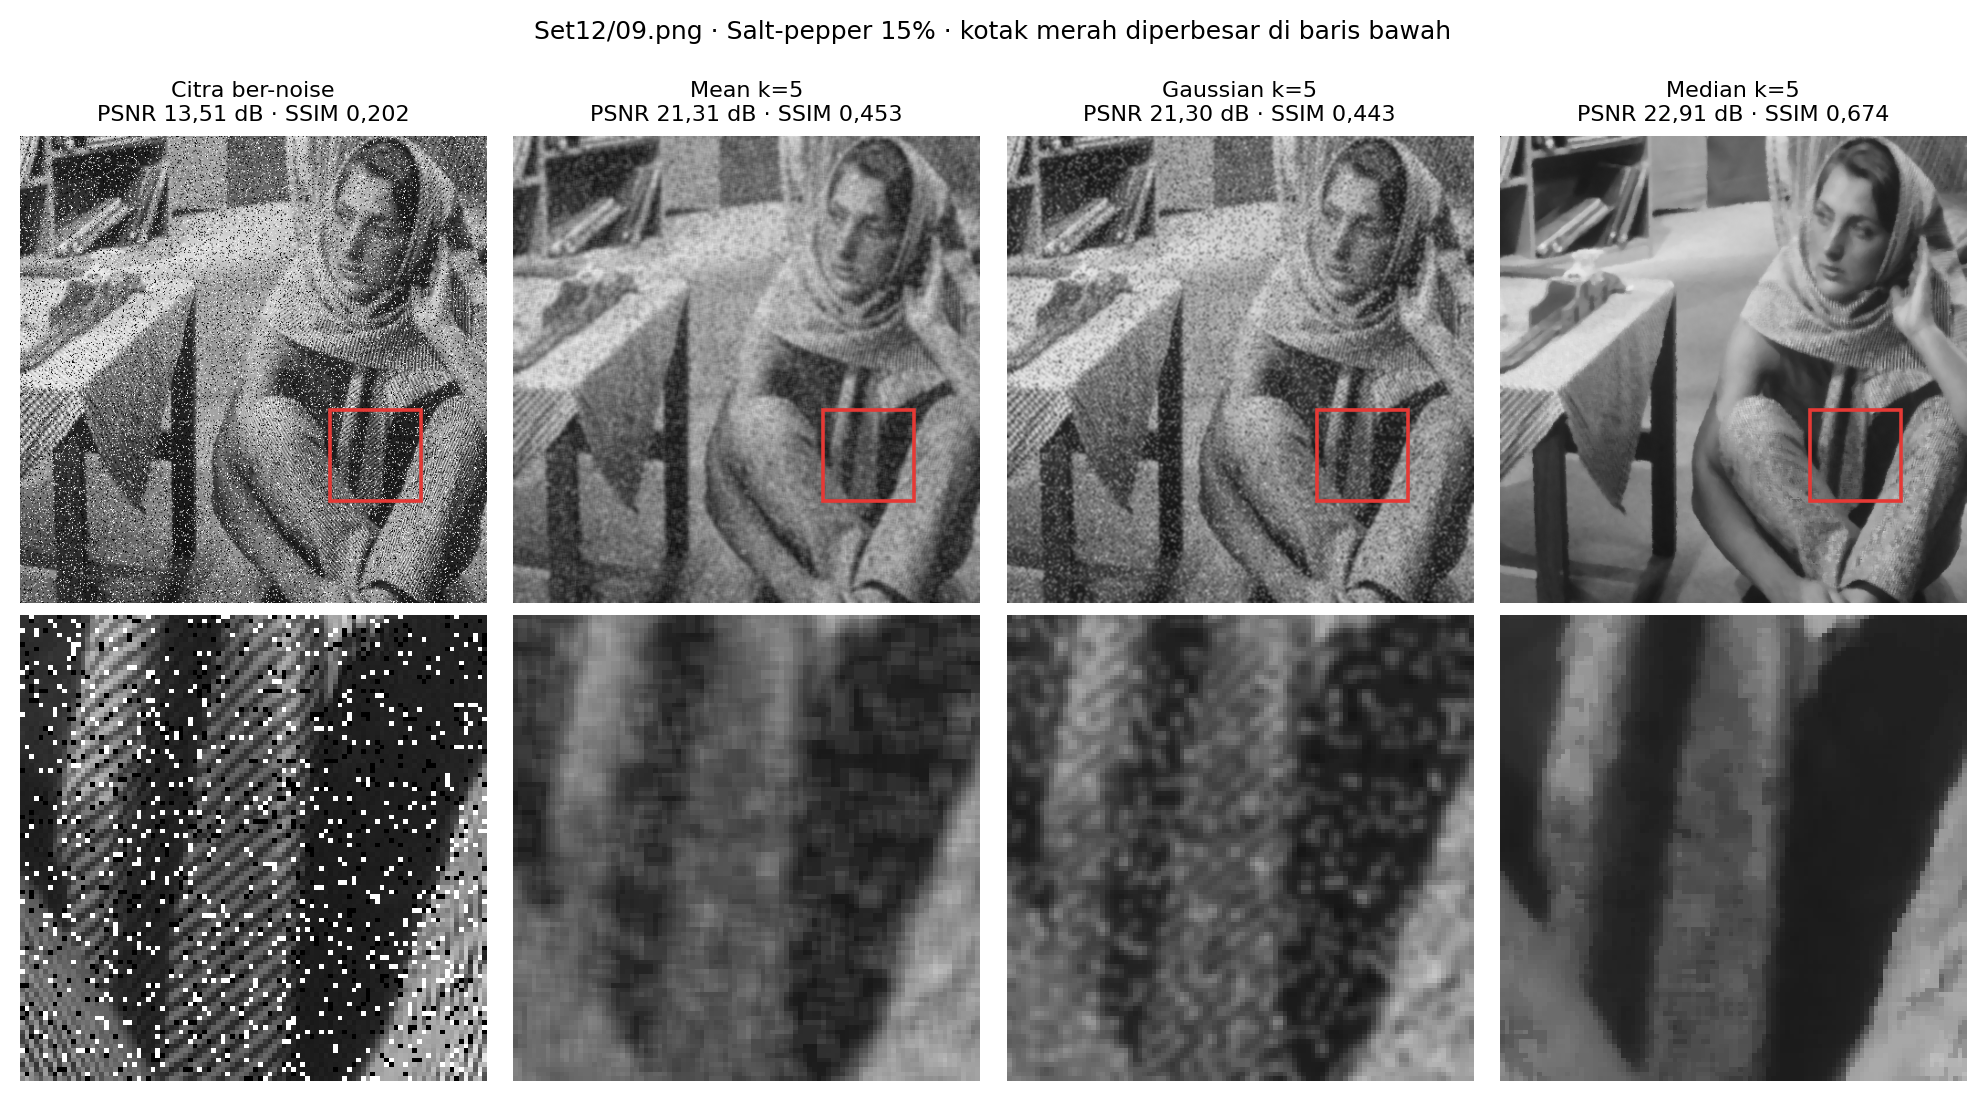 Set12/09.png · Salt-pepper 15% · kotak merah diperbesar di baris bawah
Citra ber-noise
PSNR 13,51 dB · SSIM 0,202
Mean k=5
PSNR 21,31 dB · SSIM 0,453
Gaussian k=5
PSNR 21,30 dB · SSIM 0,443
Median k=5
PSNR 22,91 dB · SSIM 0,674